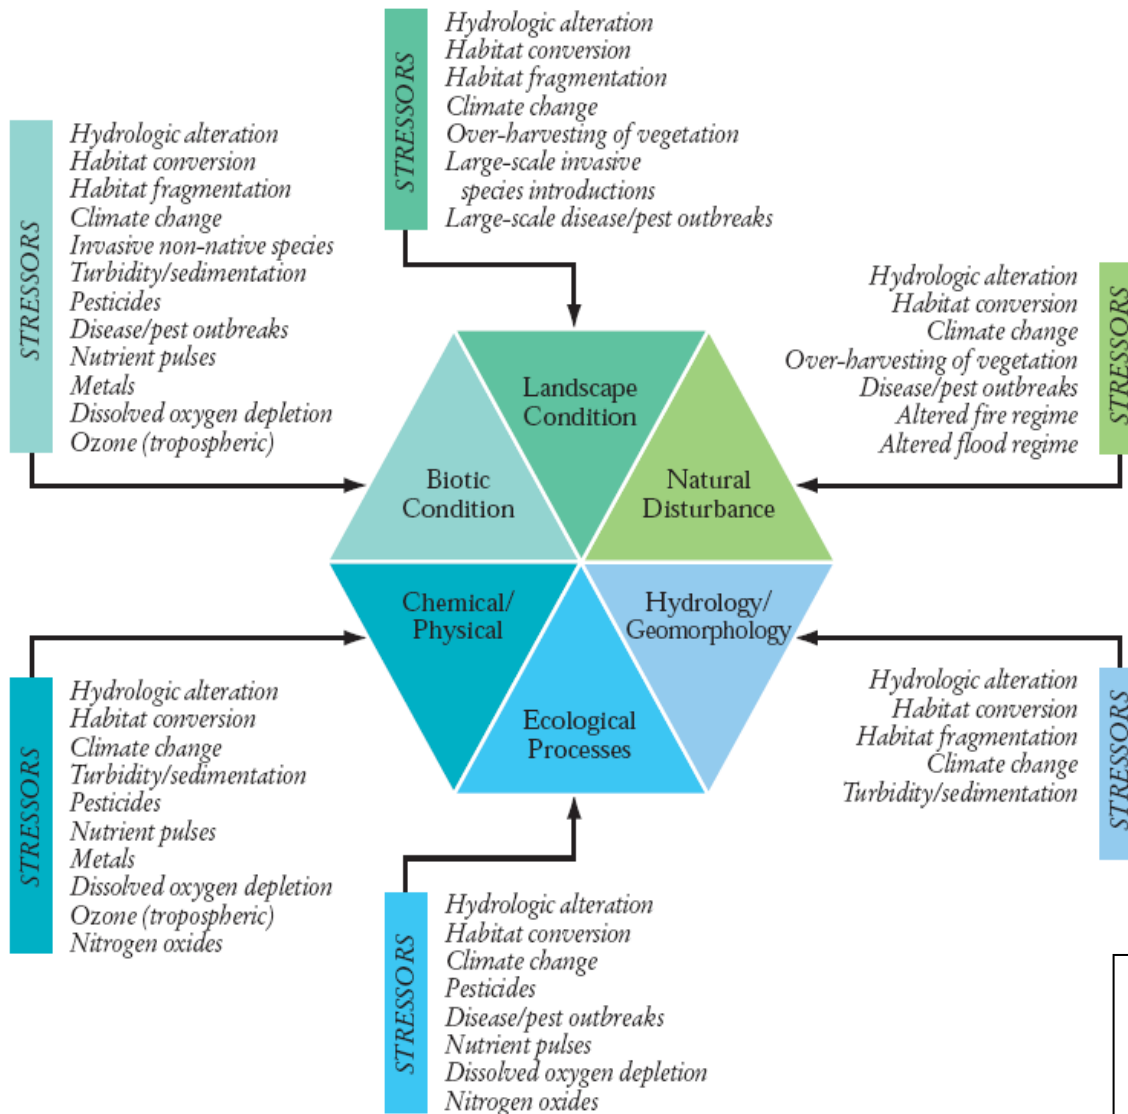 STRESSORS
Hydrologic alteration
Habitat conversion
Habitat fragmentation
Climate change
Over-harvesting of vegetation
Large-scale invasive
species introductions
Large-scale disease/pest outbreaks
STRESSORS
Hydrologic alteration
Habitat conversion
Habitat fragmentation
Climate change
Invasive non-native species
Turbidity/sedimentation
Pesticides
Disease/pest outbreaks
Nutrient pulses
Metals
Dissolved oxygen depletion
Ozone (tropospheric)
STRESSORS
Hydrologic alteration
Habitat conversion
Climate change
Over-harvesting of vegetation
Disease/pest outbreaks
Altered fire regime
Altered flood regime
Landscape
Condition
Biotic
Condition
Natural
Disturbance
Chemical/
Physical
Hydrology/
Geomorphology
Ecological
Processes
STRESSORS
Hydrologic alteration
Habitat conversion
Climate change
Turbidity/sedimentation
Pesticides
Nutrient pulses
Metals
Dissolved oxygen depletion
Ozone (tropospheric)
Nitrogen oxides
STRESSORS
Hydrologic alteration
Habitat conversion
Habitat fragmentation
Climate change
Turbidity/sedimentation
STRESSORS
Hydrologic alteration
Habitat conversion
Climate change
Pesticides
Disease/pest outbreaks
Nutrient pulses
Dissolved oxygen depletion
Nitrogen oxides